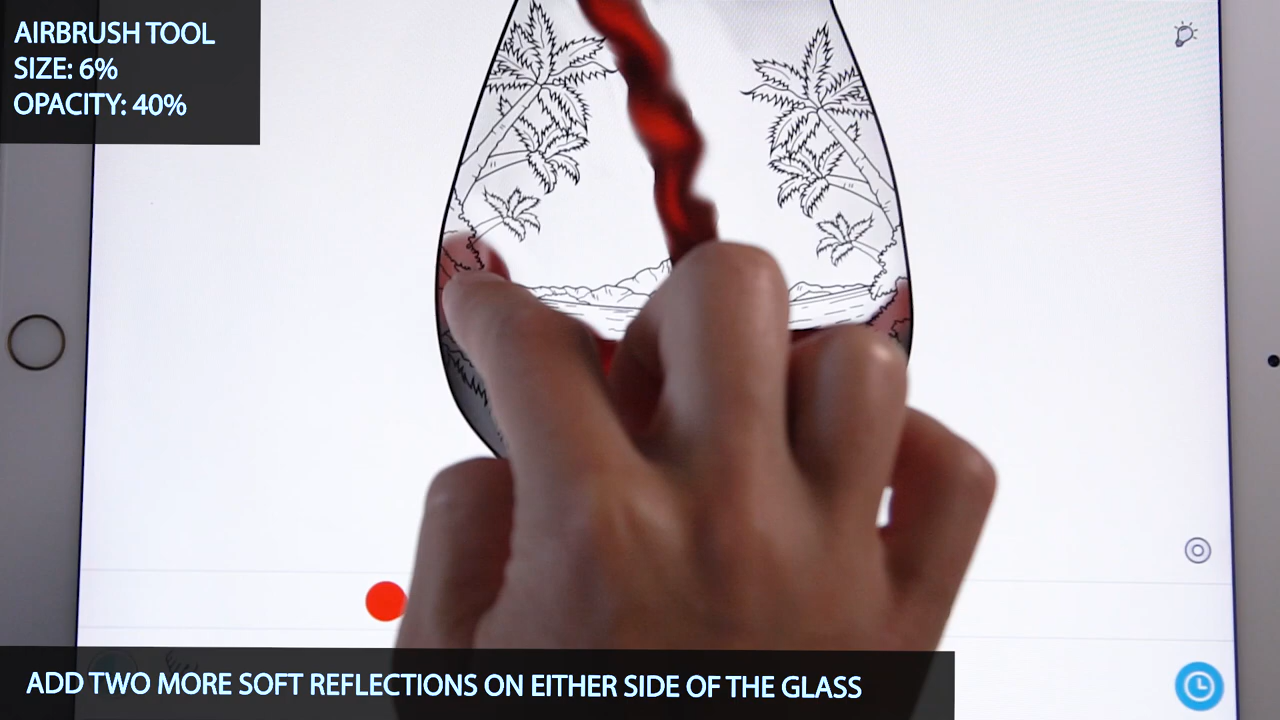 AIRBRUSH TOOL
SIZE: 6%
OPACITY: 40%
ADD TWO MORE SOFT REFLECTIONS ON EITHER SIDE OF THE GLASS